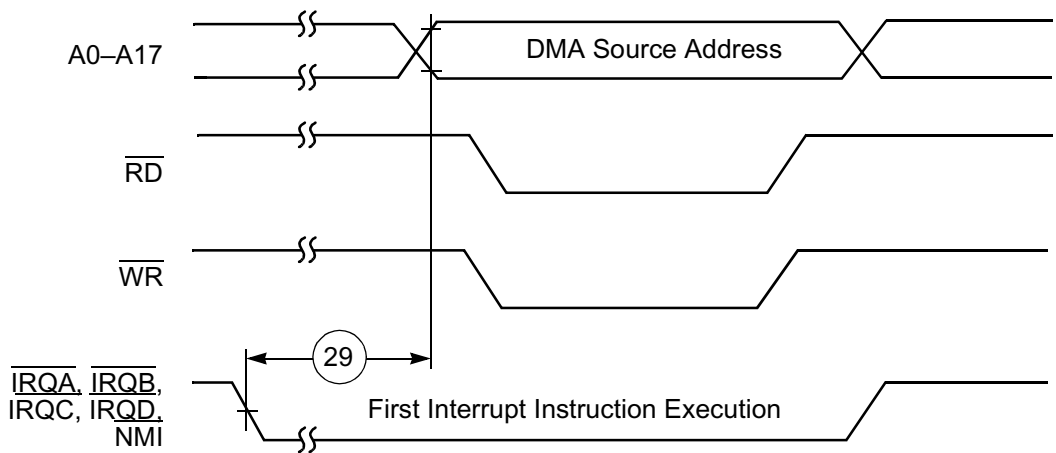 A0–A17
DMA Source Address
RD
WR
29
IRQA, IRQB,
IRQC, IRQD,
NMI
First Interrupt Instruction Execution